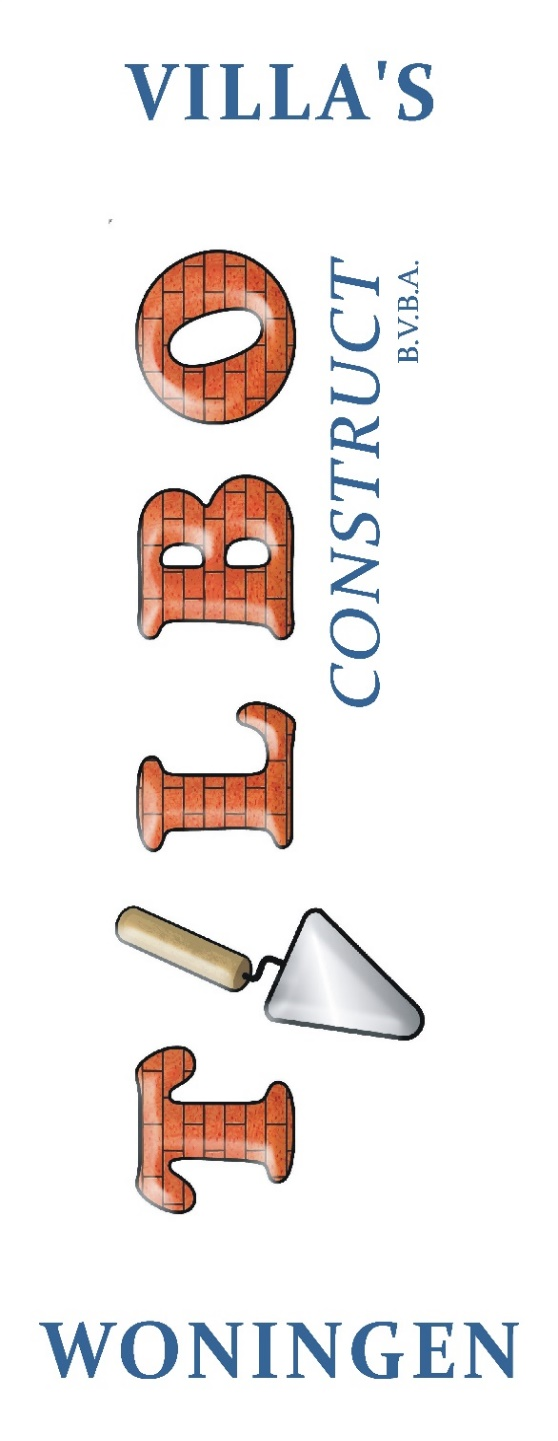 VILLA'S
TILBO
CONSTRUCT
B.V.B.A.
WONINGEN